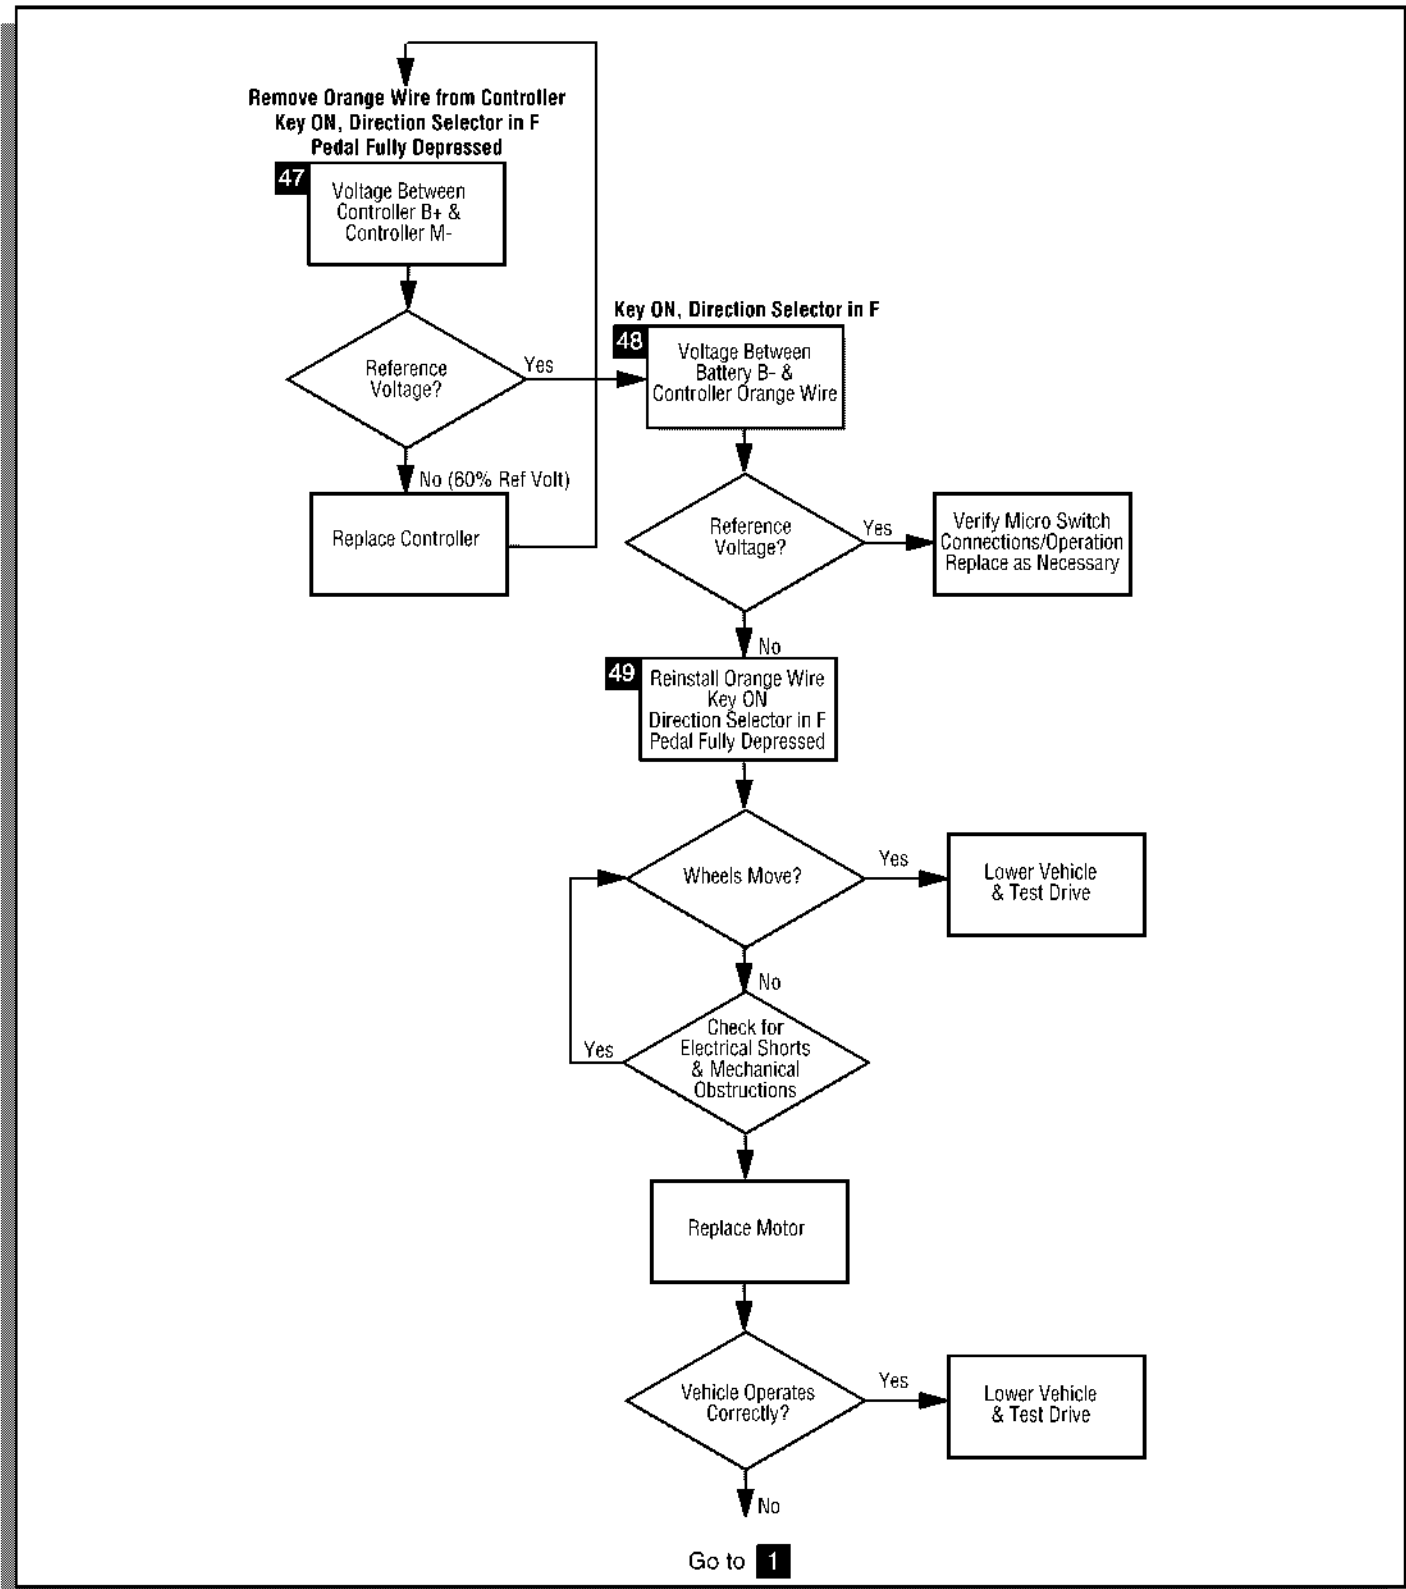 Remove Orange Wire from Controller
Key ON, Direction Selector in F
Pedal Fully Depressed
47
Voltage Between
Controller B+ &
Controller M-
Reference
Voltage?
Yes
No (60% Ref Volt)
Replace Controller
Key ON, Direction Selector in F
48
Voltage Between
Battery B- &
Controller Orange Wire
Reference
Voltage?
Yes
Verify Micro Switch
Connections/Operation
Replace as Necessary
No
49
Reinstall Orange Wire
Key ON
Direction Selector in F
Pedal Fully Depressed
Wheels Move?
Yes
Lower Vehicle
& Test Drive
No
Check for
Electrical Shorts
& Mechanical
Obstructions
Yes
Replace Motor
Vehicle Operates
Correctly?
Yes
Lower Vehicle
& Test Drive
No
Go to 1